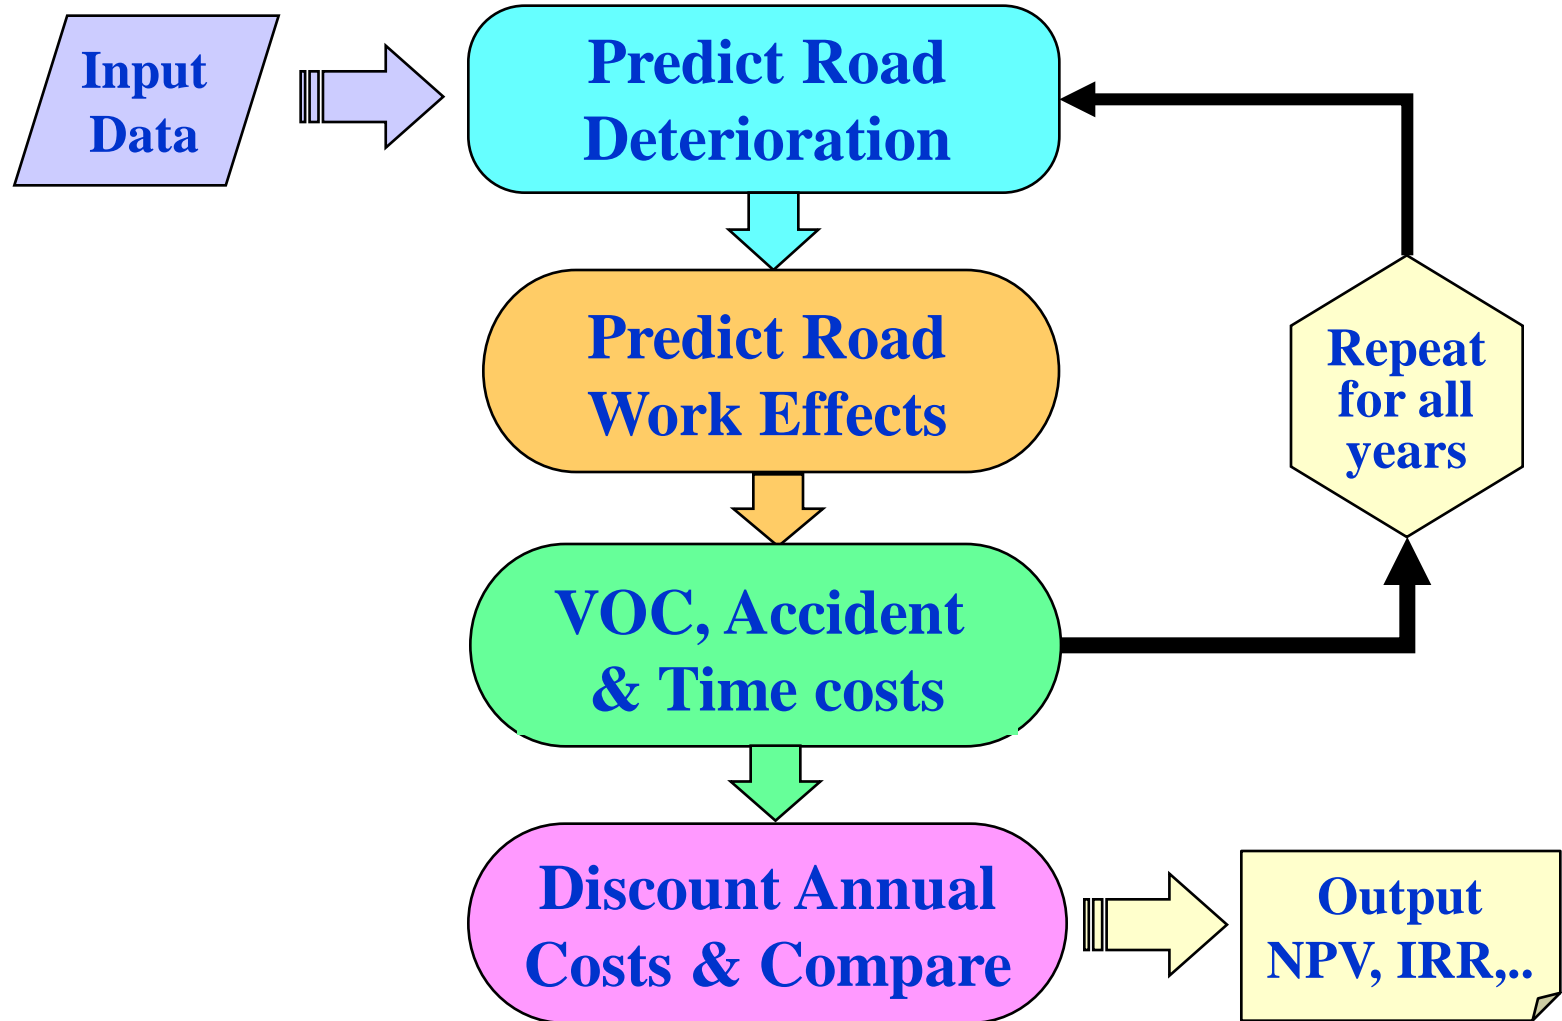 Input
Data
Predict Road
Deterioration
Predict Road
Work Effects
Repeat
for all
years
VOC, Accident
& Time costs
Discount Annual
Costs & Compare
Output
NPV, IRR,..